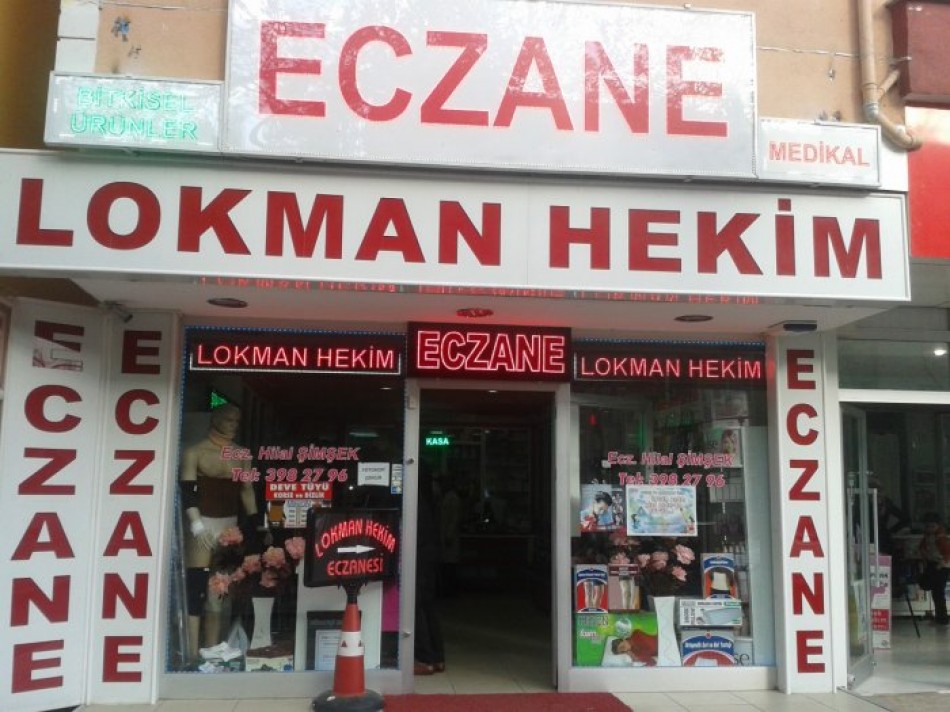 ECZANE
BİTKİSEL
ÜRÜNLER
MEDİKAL
LOKMAN HEKİM
ECZANE
ECZANE
LOKMAN HEKİM
ECZANE
LOKMAN HEKİM
ECZANE
KASA
Ecz. Hilal ŞİMŞEK
Tel: 398 27 96
Ecz. Hilal ŞİMŞEK
Tel: 398 27 96
DEVE TÜYÜ
KORSE ve DİZLİK
LOKMAN HEKİM
ECZANESİ